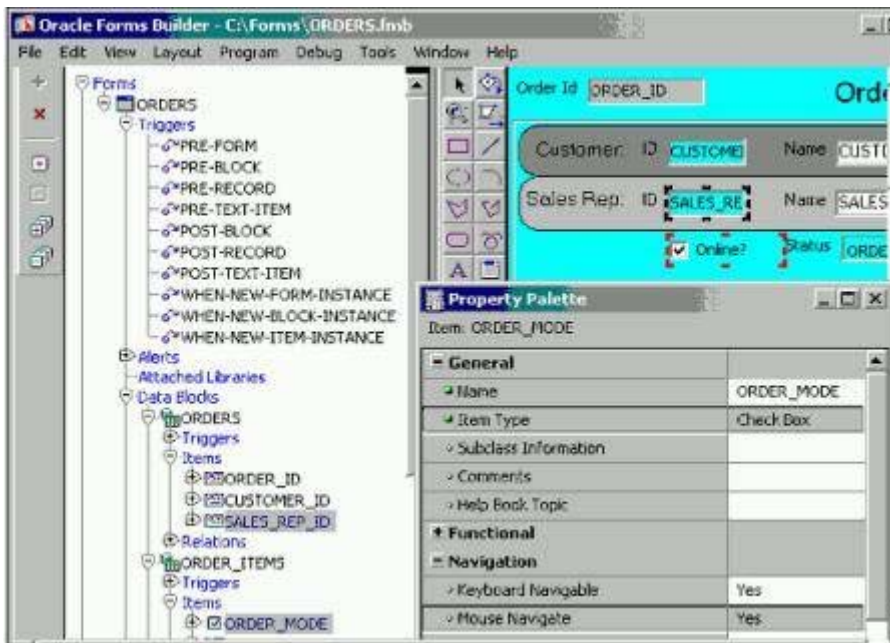 Oracle Forms Builder - C:\Forms\ORDERS.fmb
File Edit View Layout Program Debug Tools Window Help
Forms
ORDERS
Triggers
PRE-FORM
PRE-BLOCK
PRE-RECORD
PRE-TEXT-ITEM
POST-BLOCK
POST-RECORD
POST-TEXT-ITEM
WHEN-NEW-FORM-INSTANCE
WHEN-NEW-BLOCK-INSTANCE
WHEN-NEW-ITEM-INSTANCE
Alerts
Attached Libraries
Data Blocks
ORDERS
Triggers
Items
ORDER_ID
CUSTOMER_ID
SALES_REP_ID
Relations
ORDER_ITEMS
Triggers
Items
ORDER_MODE
A
Order Id ORDER_ID Orde
Customer: ID CUSTOME Name CUSTO
Sales Rep: ID SALES_RE Name SALES
Online? Status ORDE
Property Palette
Item: ORDER_MODE
General
Name ORDER_MODE
Item Type Check Box
Subclass Information
Comments
Help Book Topic
Functional
Navigation
Keyboard Navigable Yes
Mouse Navigate Yes